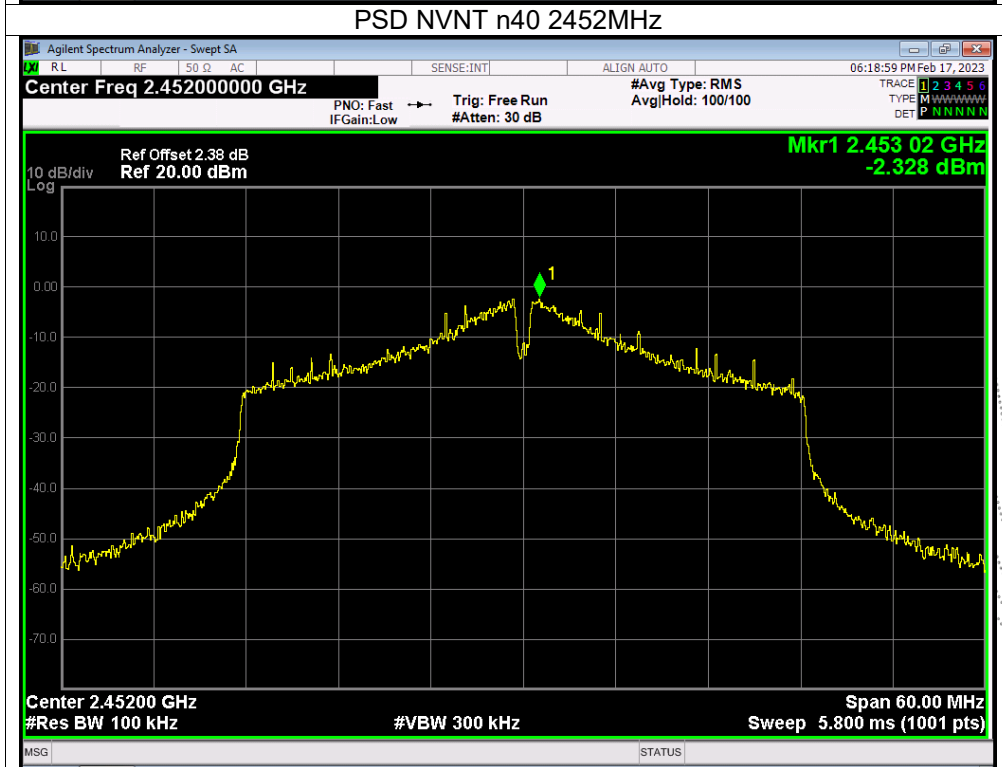 PSD NVNT n40 2452MHz
Agilent Spectrum Analyzer - Swept SA
LXI RL RF 50 Ω AC SENSE:INT ALIGN AUTO 06:18:59 PM Feb 17, 2023
Center Freq 2.452000000 GHz
PNO: Fast Trig: Free Run #Avg Type: RMS TRACE 1 2 3 4 5 6
IFGain:Low #Atten: 30 dB Avg|Hold: 100/100 TYPE M WWWWW
DET P N N N N N
Mkr1 2.453 02 GHz
-2.328 dBm
Ref Offset 2.38 dB
10 dB/div Ref 20.00 dBm
Log
10.0
1
0.00
-10.0
-20.0
-30.0
-40.0
-50.0
-60.0
-70.0
Center 2.45200 GHz Span 60.00 MHz
#Res BW 100 kHz #VBW 300 kHz Sweep 5.800 ms (1001 pts)
MSG STATUS